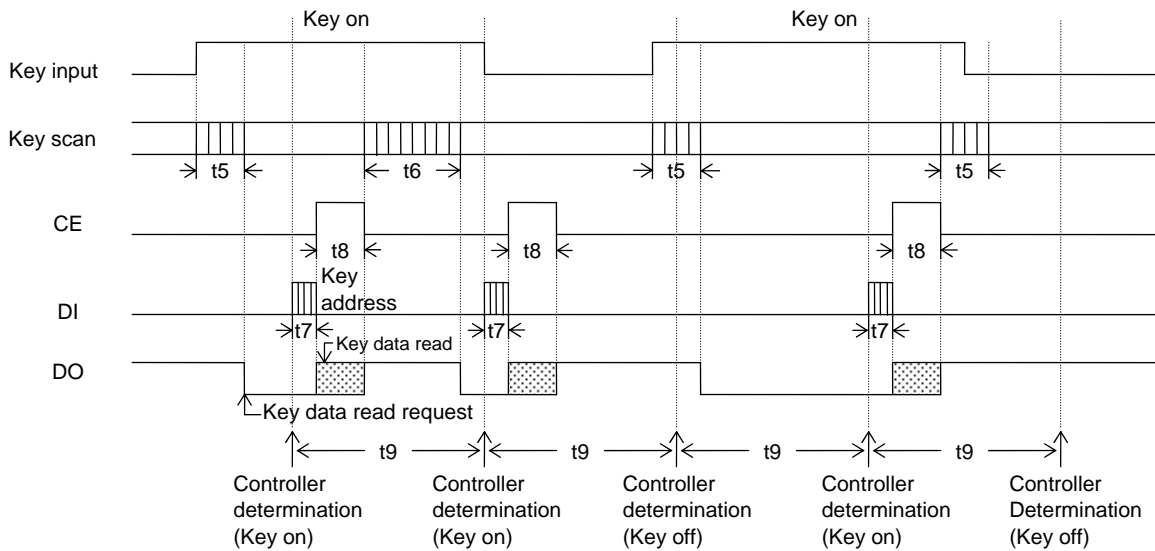 Key on Key on
Key input
Key scan
t5 t6 t5 t5
CE
t8 t8 t8
Key
address
DI
t7 t7 t7
Key data read
DO
Key data read request
t9 t9 t9 t9
Controller
determination
(Key on)
Controller
determination
(Key on)
Controller
determination
(Key off)
Controller
determination
(Key on)
Controller
Determination
(Key off)